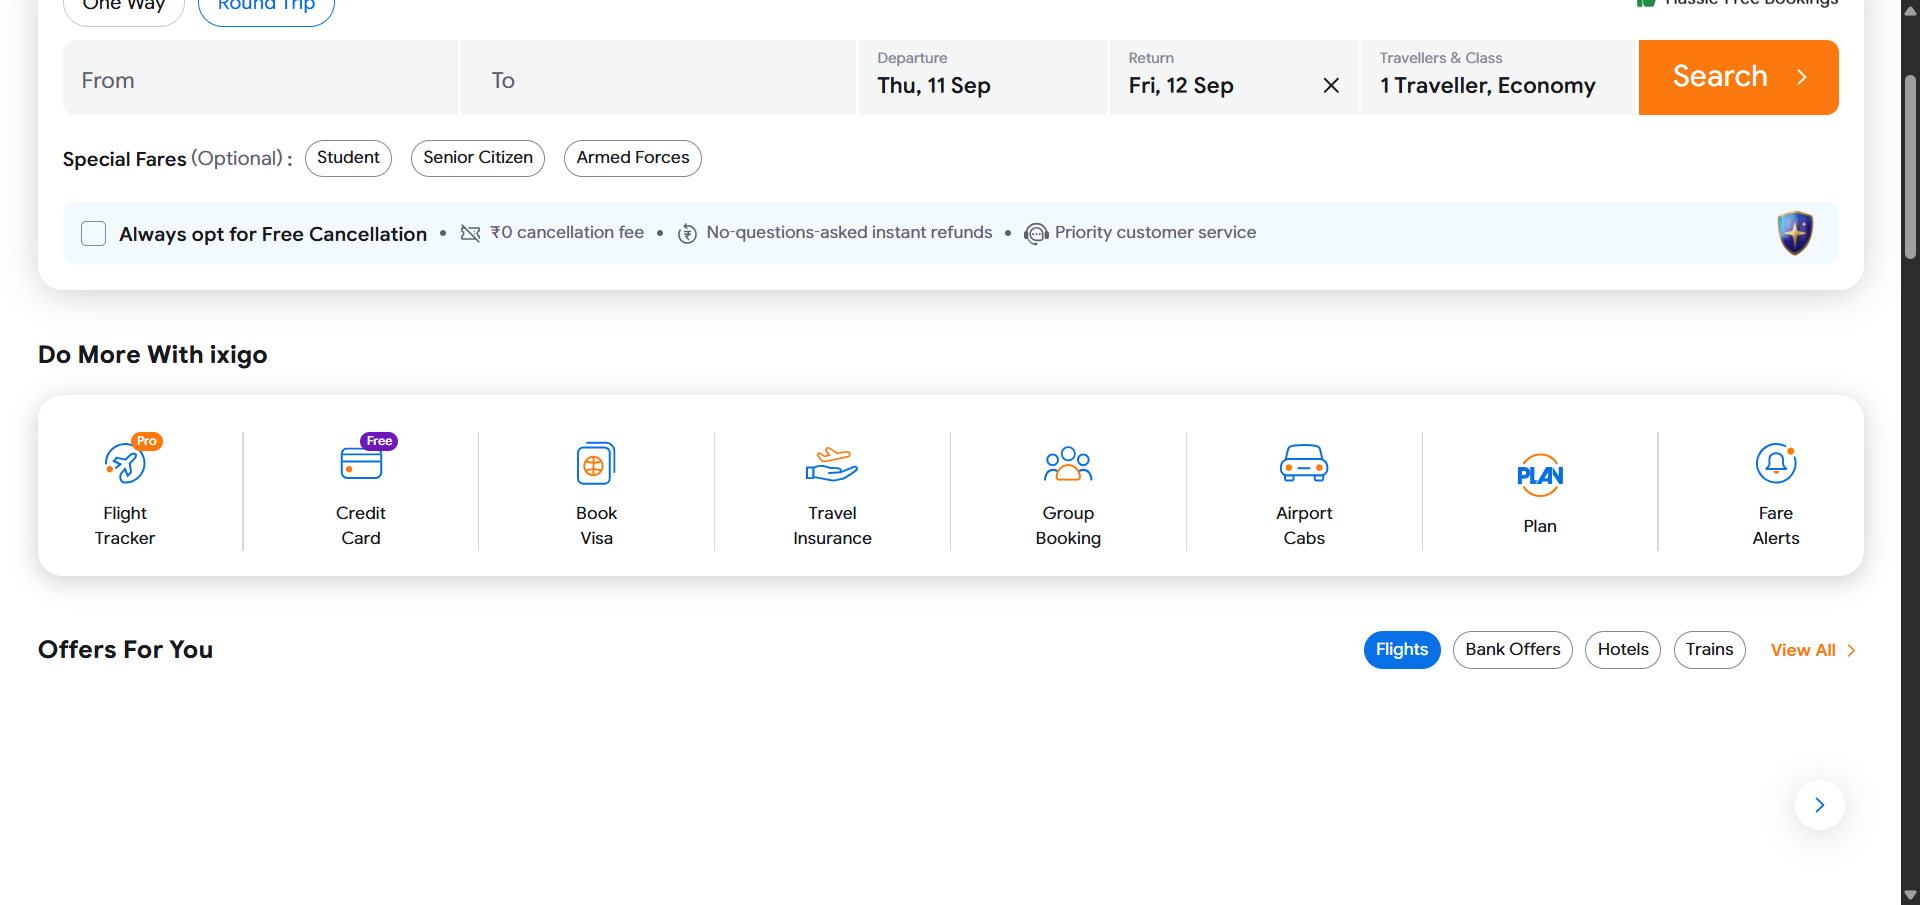 One Way
Round Trip
Hassle Free Bookings
From
To
Departure
Thu, 11 Sep
Return
Fri, 12 Sep
Travellers & Class
1 Traveller, Economy
Search
Special Fares (Optional) :
Student
Senior Citizen
Armed Forces
Always opt for Free Cancellation • ₹0 cancellation fee • No-questions-asked instant refunds • Priority customer service
Do More With ixigo
Pro
Flight
Tracker
Free
Credit
Card
Book
Visa
Travel
Insurance
Group
Booking
Airport
Cabs
PLAN
Plan
Fare
Alerts
Offers For You
Flights
Bank Offers
Hotels
Trains
View All